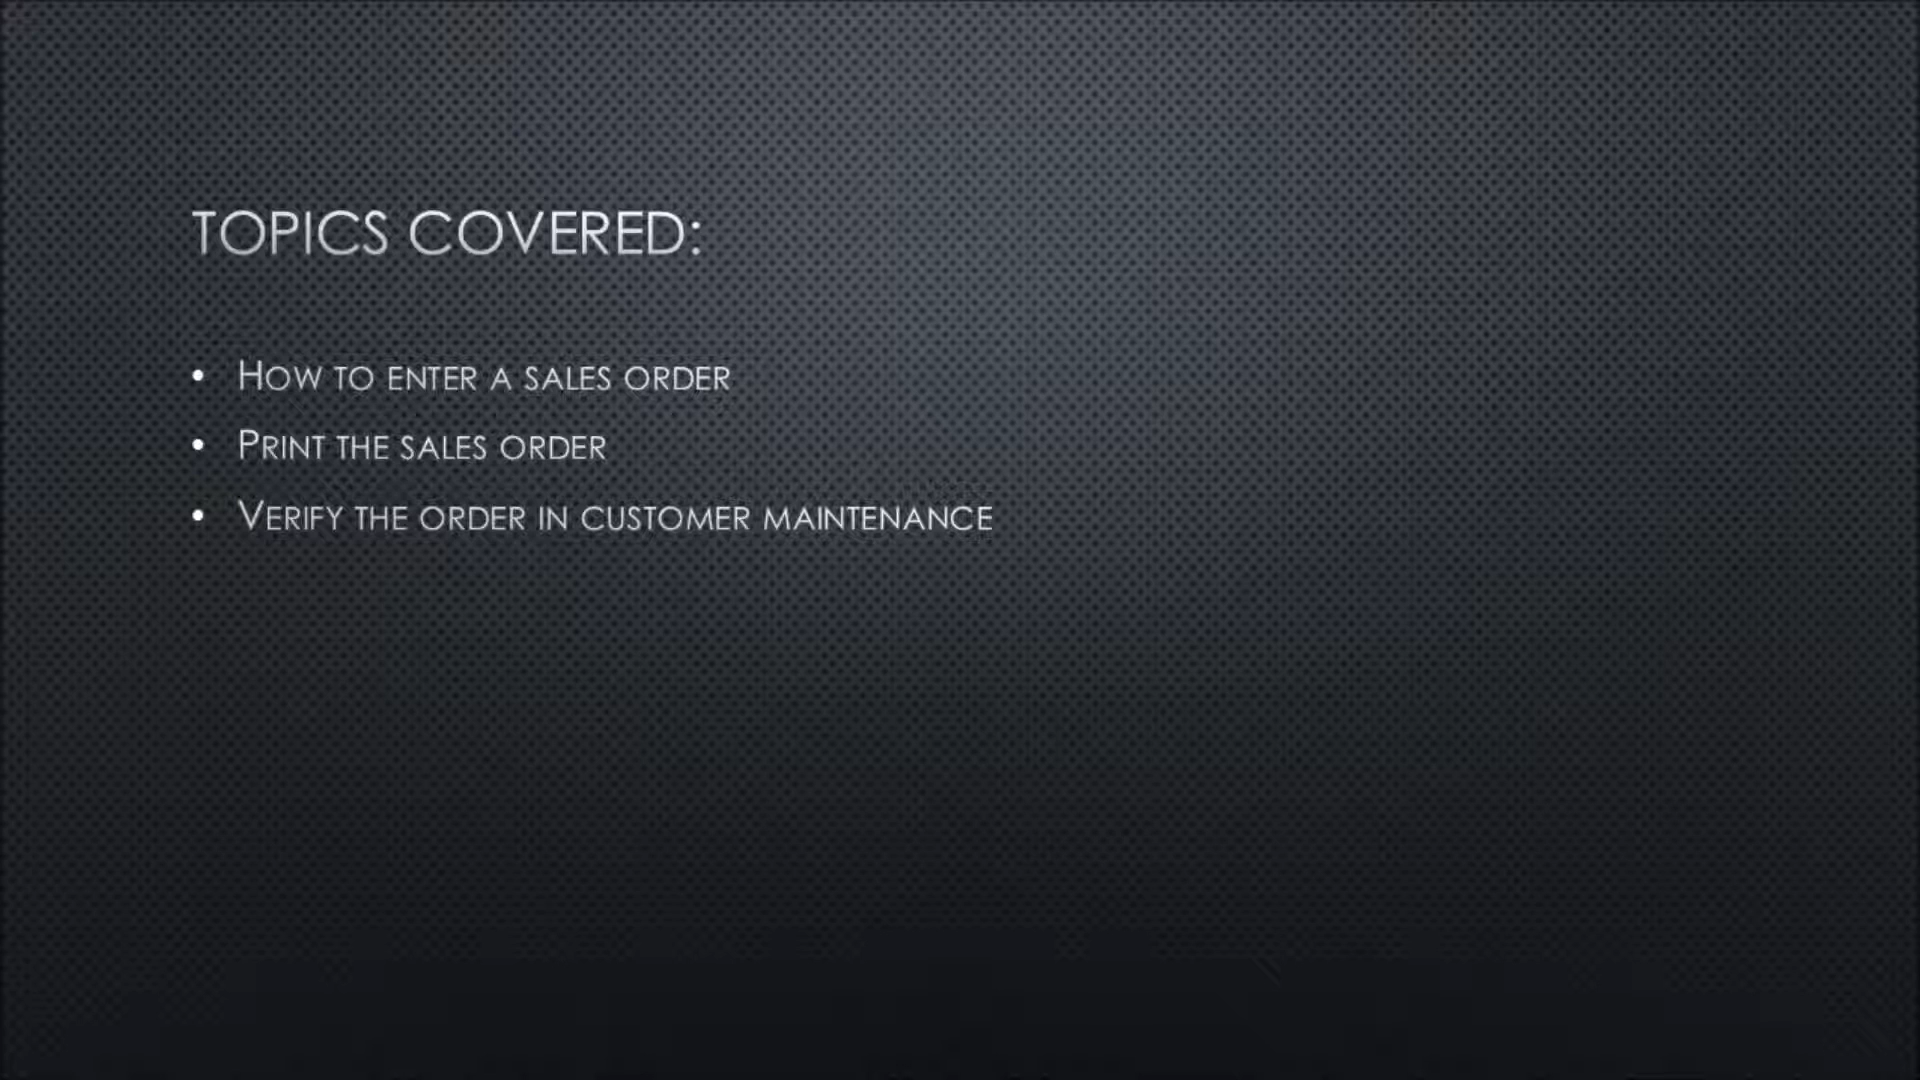 TOPICS COVERED:
• HOW TO ENTER A SALES ORDER
• PRINT THE SALES ORDER
• VERIFY THE ORDER IN CUSTOMER MAINTENANCE